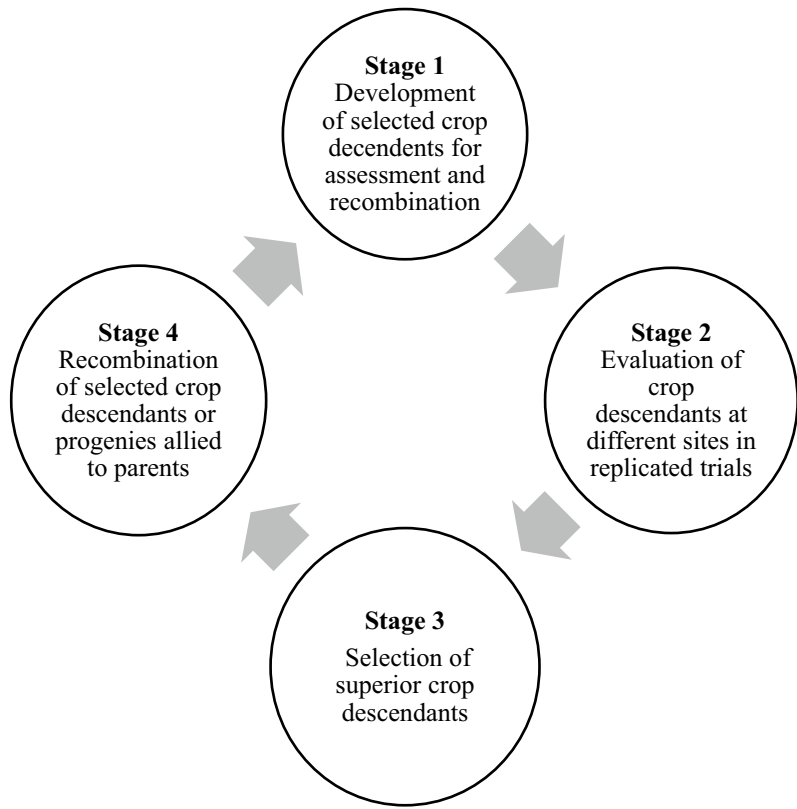 Stage 1
Development
of selected crop
decendents for
assessment and
recombination
Stage 2
Evaluation of
crop
descendants at
different sites in
replicated trials
Stage 3
Selection of
superior crop
descendants
Stage 4
Recombination
of selected crop
descendants or
progenies allied
to parents